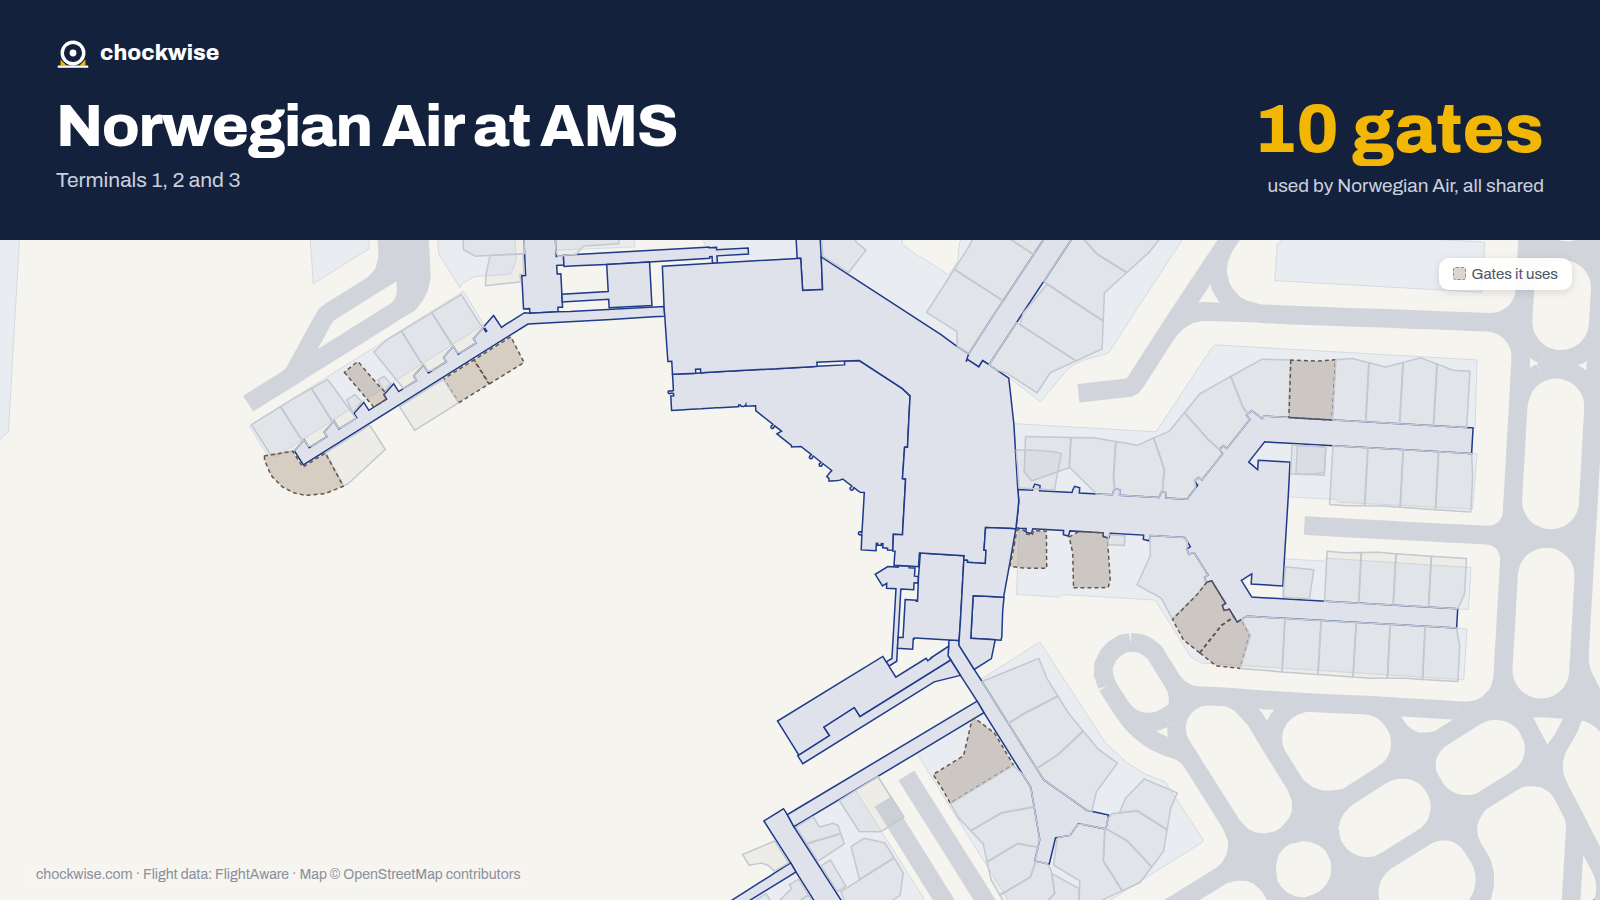 chockwise
Norwegian Air at AMS
Terminals 1, 2 and 3
10 gates
used by Norwegian Air, all shared
Gates it uses
chockwise.com · Flight data: FlightAware · Map © OpenStreetMap contributors